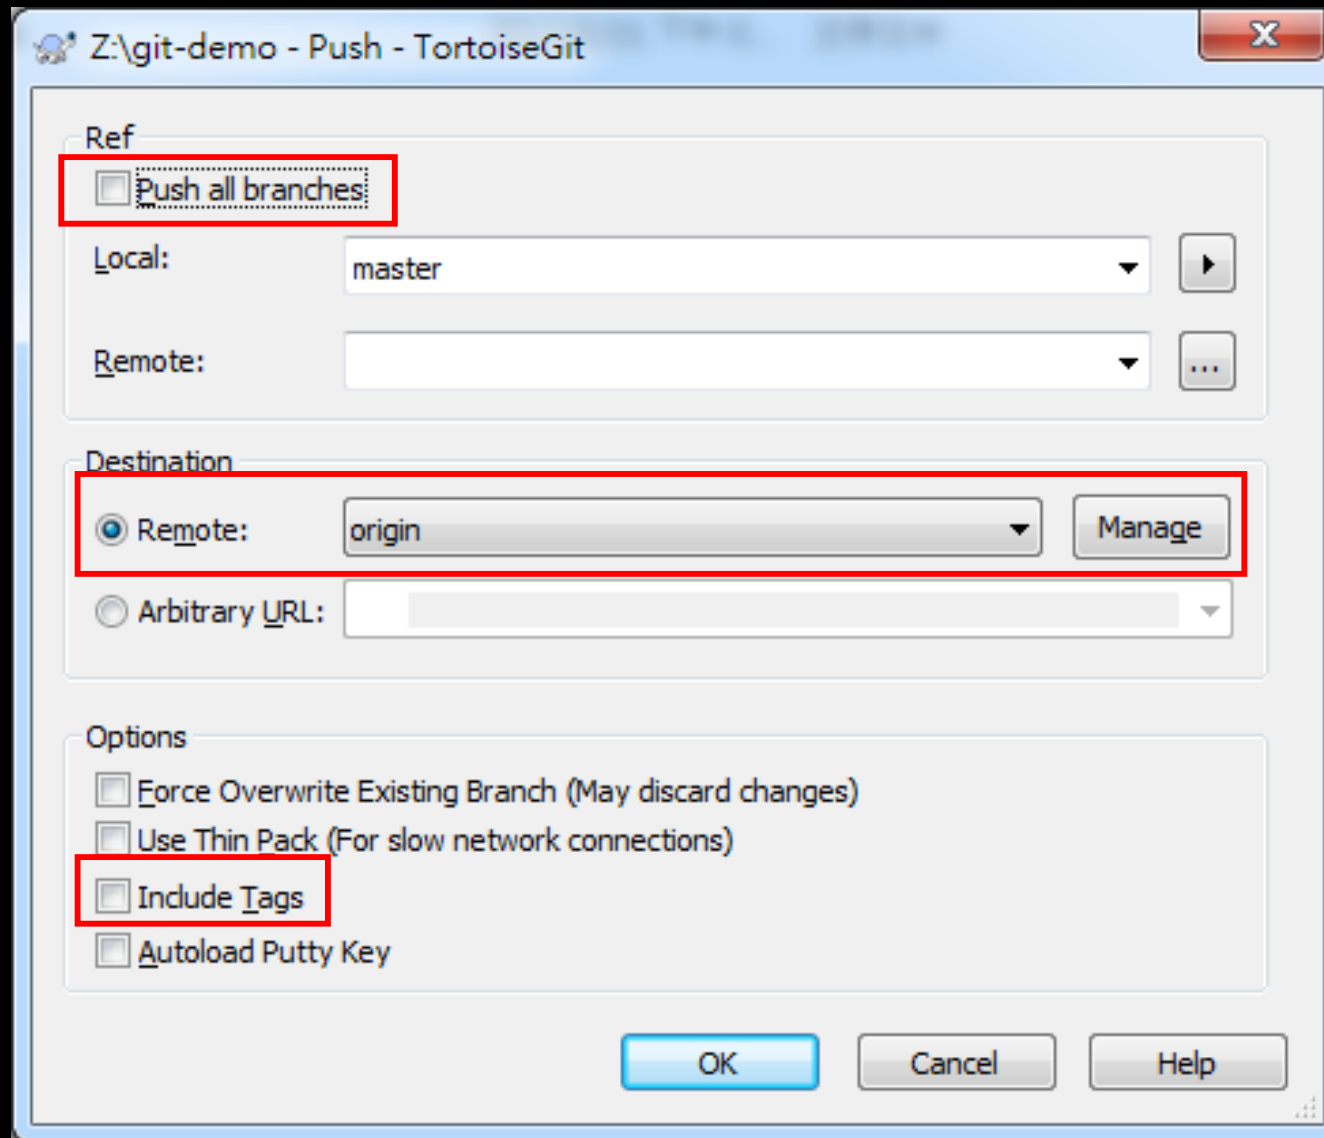 Z:\git-demo - Push - TortoiseGit
Ref
Push all branches
Local:
master
Remote:
...
Destination
Remote:
origin
Manage
Arbitrary URL:
Options
Force Overwrite Existing Branch (May discard changes)
Use Thin Pack (For slow network connections)
Include Tags
Autoload Putty Key
OK
Cancel
Help